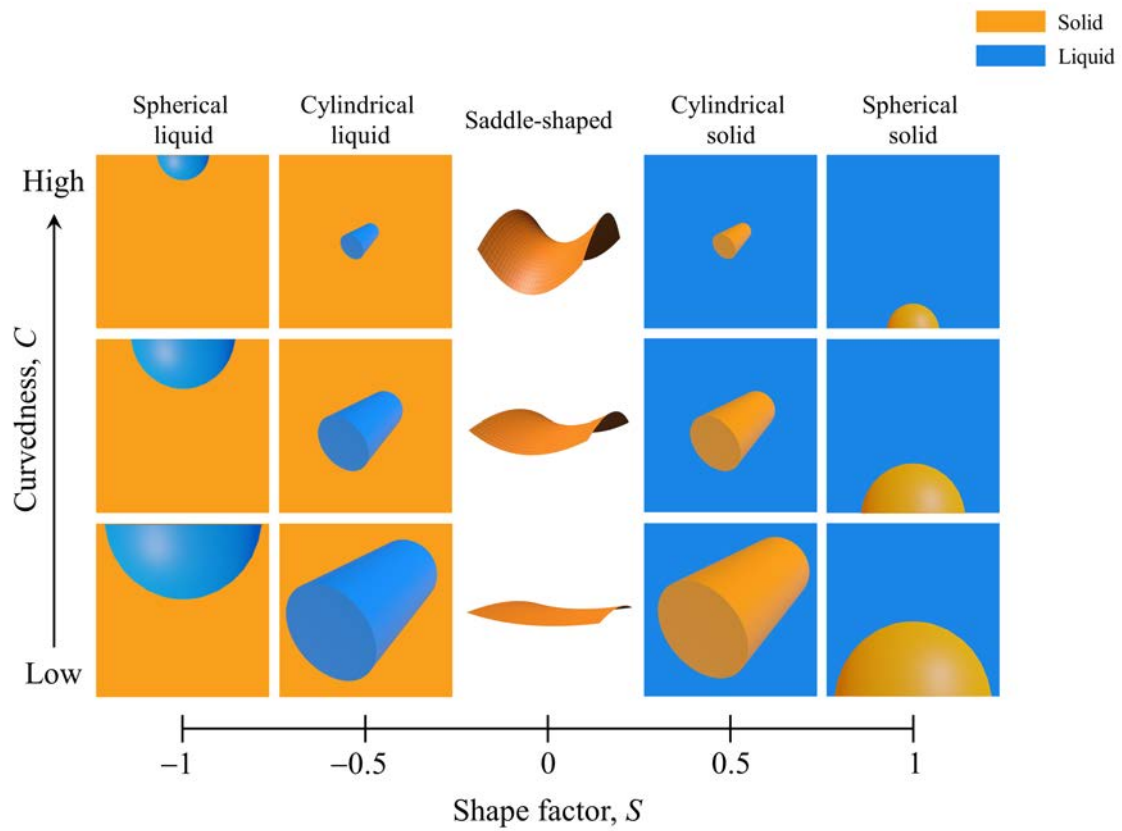 Solid
Liquid
Spherical
liquid
Cylindrical
liquid
Saddle-shaped
Cylindrical
solid
Spherical
solid
High
Curvedness, C
Low
−1
−0.5
0
0.5
1
Shape factor, S